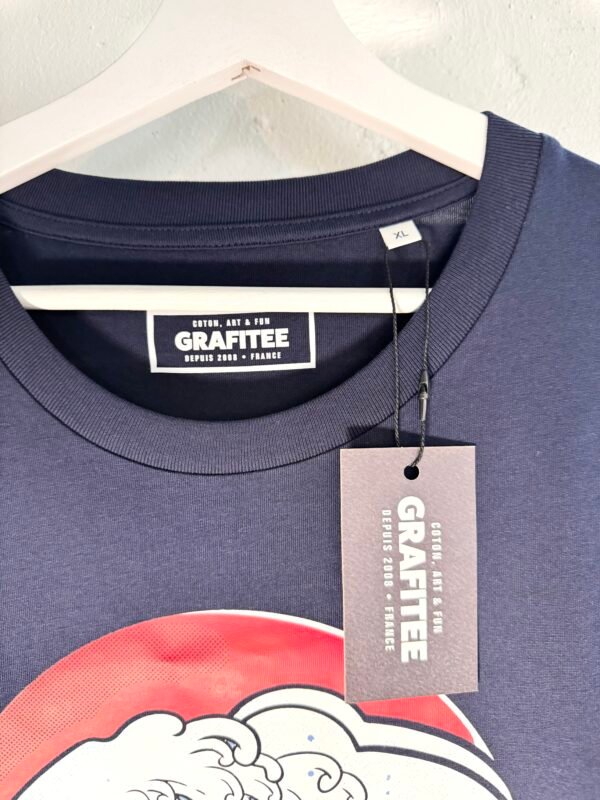 XL
COTON, ART & FUN
GRAFITEE
DEPUIS 2008 • FRANCE
COTON, ART & FUN
GRAFITEE
DEPUIS 2008 • FRANCE